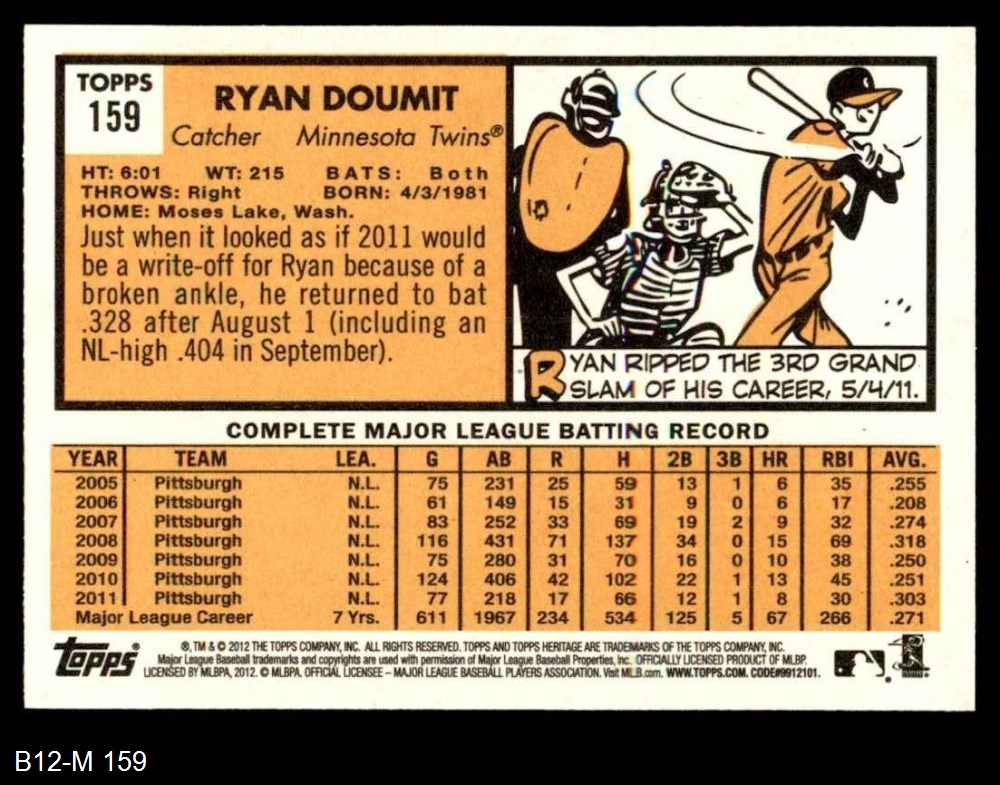 TOPPS
159
RYAN DOUMIT
Catcher Minnesota Twins®
HT: 6:01 WT: 215 BATS: Both
THROWS: Right BORN: 4/3/1981
HOME: Moses Lake, Wash.
Just when it looked as if 2011 would
be a write-off for Ryan because of a
broken ankle, he returned to bat
.328 after August 1 (including an
NL-high .404 in September).
RYAN RIPPED THE 3RD GRAND
SLAM OF HIS CAREER, 5/4/11.
COMPLETE MAJOR LEAGUE BATTING RECORD
YEAR TEAM LEA. G AB R H 2B 3B HR RBI AVG.
2005 Pittsburgh N.L. 75 231 25 59 13 1 6 35 .255
2006 Pittsburgh N.L. 61 149 15 31 9 0 6 17 .208
2007 Pittsburgh N.L. 83 252 33 69 19 2 9 32 .274
2008 Pittsburgh N.L. 116 431 71 137 34 0 15 69 .318
2009 Pittsburgh N.L. 75 280 31 70 16 0 10 38 .250
2010 Pittsburgh N.L. 124 406 42 102 22 1 13 45 .251
2011 Pittsburgh N.L. 77 218 17 66 12 1 8 30 .303
Major League Career 7 Yrs. 611 1967 234 534 125 5 67 266 .271
topps®
®, TM & © 2012 THE TOPPS COMPANY, INC. ALL RIGHTS RESERVED. TOPPS AND TOPPS HERITAGE ARE TRADEMARKS OF THE TOPPS COMPANY, INC.
Major League Baseball trademarks and copyrights are used with permission of Major League Baseball Properties, Inc. OFFICIALLY LICENSED PRODUCT OF MLBP.
LICENSED BY MLBPA, 2012. © MLBPA. OFFICIAL LICENSEE – MAJOR LEAGUE BASEBALL PLAYERS ASSOCIATION. Visit MLB.com. WWW.TOPPS.COM. CODE#9912101.
B12-M 159